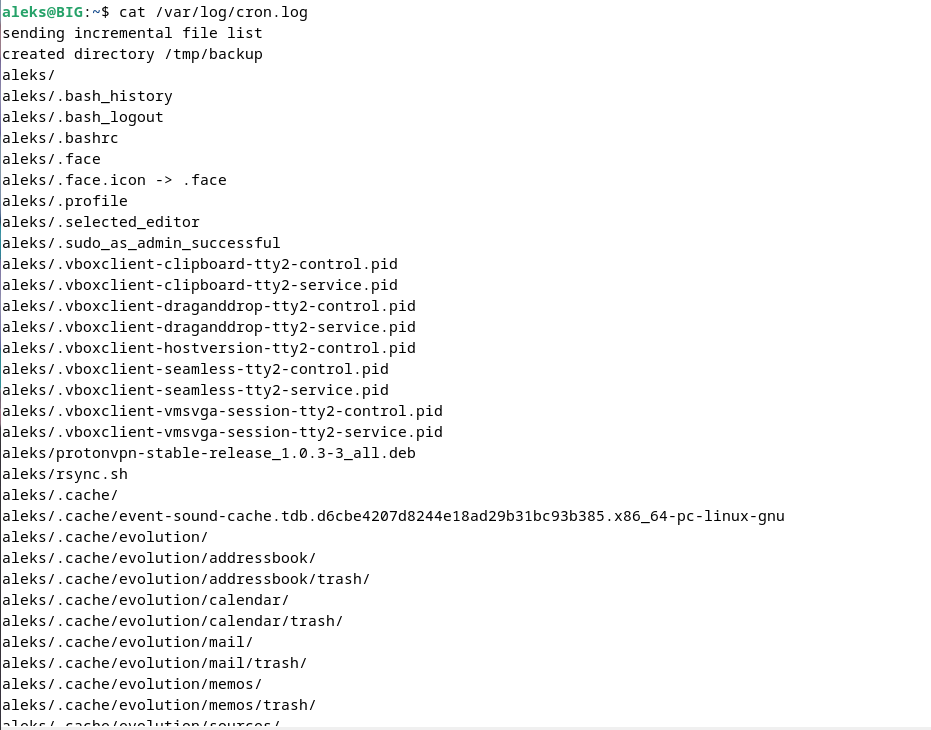 aleks@BIG:~$ cat /var/log/cron.log
sending incremental file list
created directory /tmp/backup
aleks/
aleks/.bash_history
aleks/.bash_logout
aleks/.bashrc
aleks/.face
aleks/.face.icon -> .face
aleks/.profile
aleks/.selected_editor
aleks/.sudo_as_admin_successful
aleks/.vboxclient-clipboard-tty2-control.pid
aleks/.vboxclient-clipboard-tty2-service.pid
aleks/.vboxclient-draganddrop-tty2-control.pid
aleks/.vboxclient-draganddrop-tty2-service.pid
aleks/.vboxclient-hostversion-tty2-control.pid
aleks/.vboxclient-seamless-tty2-control.pid
aleks/.vboxclient-seamless-tty2-service.pid
aleks/.vboxclient-vmsvga-session-tty2-control.pid
aleks/.vboxclient-vmsvga-session-tty2-service.pid
aleks/protonvpn-stable-release_1.0.3-3_all.deb
aleks/rsync.sh
aleks/.cache/
aleks/.cache/event-sound-cache.tdb.d6cbe4207d8244e18ad29b31bc93b385.x86_64-pc-linux-gnu
aleks/.cache/evolution/
aleks/.cache/evolution/addressbook/
aleks/.cache/evolution/addressbook/trash/
aleks/.cache/evolution/calendar/
aleks/.cache/evolution/calendar/trash/
aleks/.cache/evolution/mail/
aleks/.cache/evolution/mail/trash/
aleks/.cache/evolution/memos/
aleks/.cache/evolution/memos/trash/
aleks/.cache/evolution/sources/